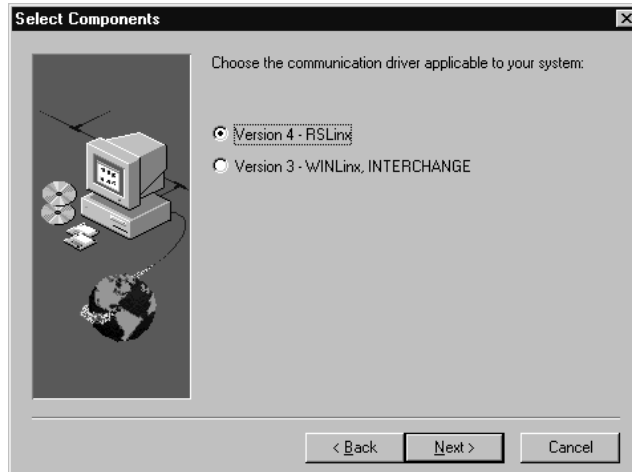 Select Components
Choose the communication driver applicable to your system:
Version 4 - RSLinx
Version 3 - WINLinx, INTERCHANGE
< Back
Next >
Cancel